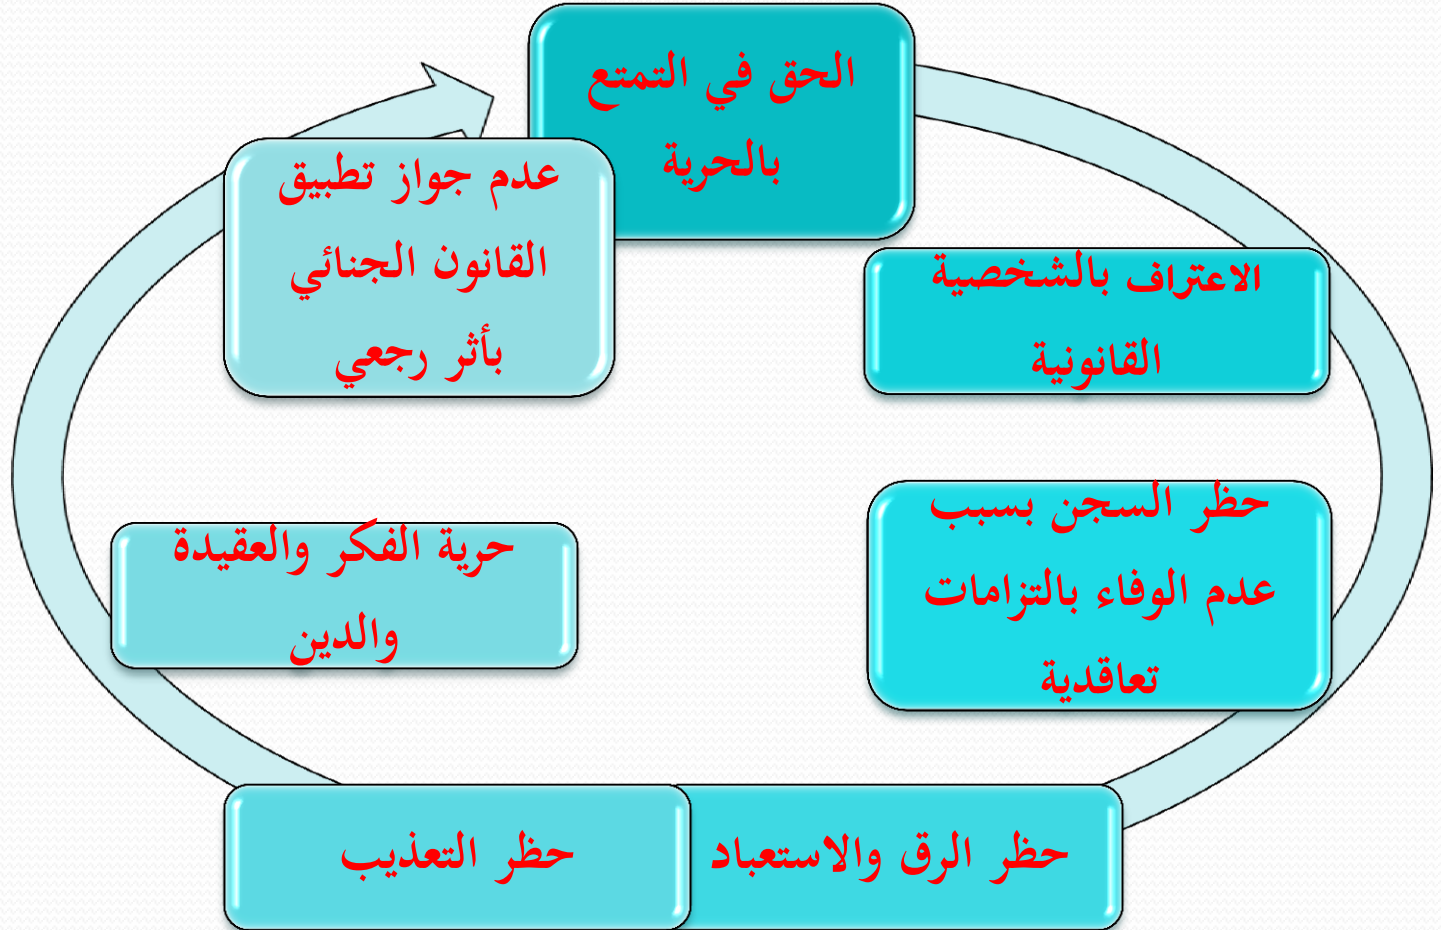 الحق في التمتع
بالحرية
الاعتراف بالشخصية
القانونية
حظر السجن بسبب
عدم الوفاء بالتزامات
تعاقدية
حظر الرق والاستعباد
حظر التعذيب
حرية الفكر والعقيدة
والدين
عدم جواز تطبيق
القانون الجنائي
بأثر رجعي